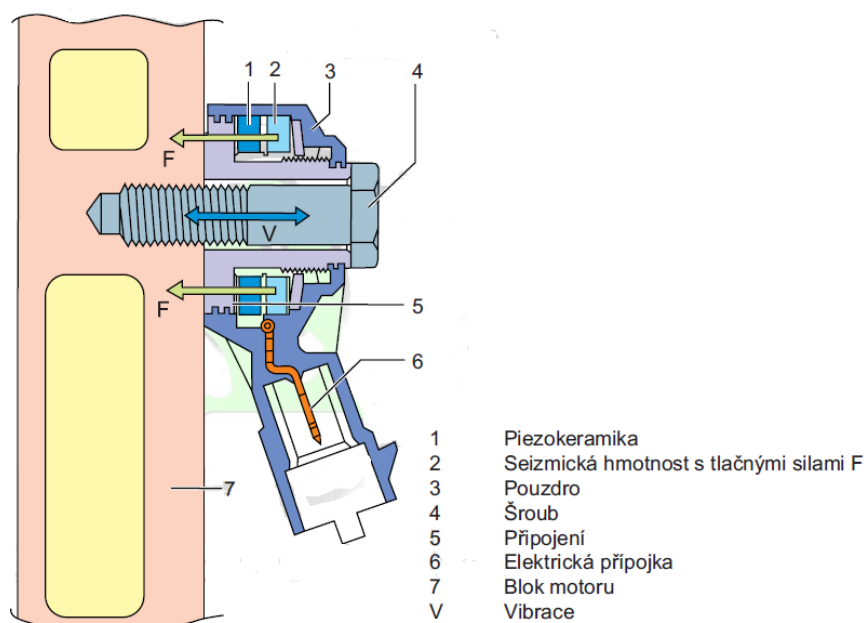 1 2 3 4
F
V
F
5
6
7
1 Piezokeramika
2 Seizmická hmotnost s tlačnými silami F
3 Pouzdro
4 Šroub
5 Připojení
6 Elektrická přípojka
7 Blok motoru
V Vibrace